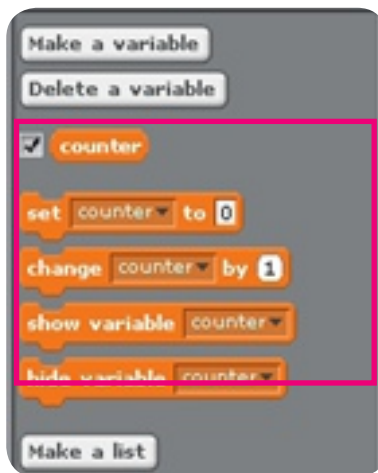 Make a variable
Delete a variable
counter
set counter to 0
change counter by 1
show variable counter
hide variable counter
Make a list